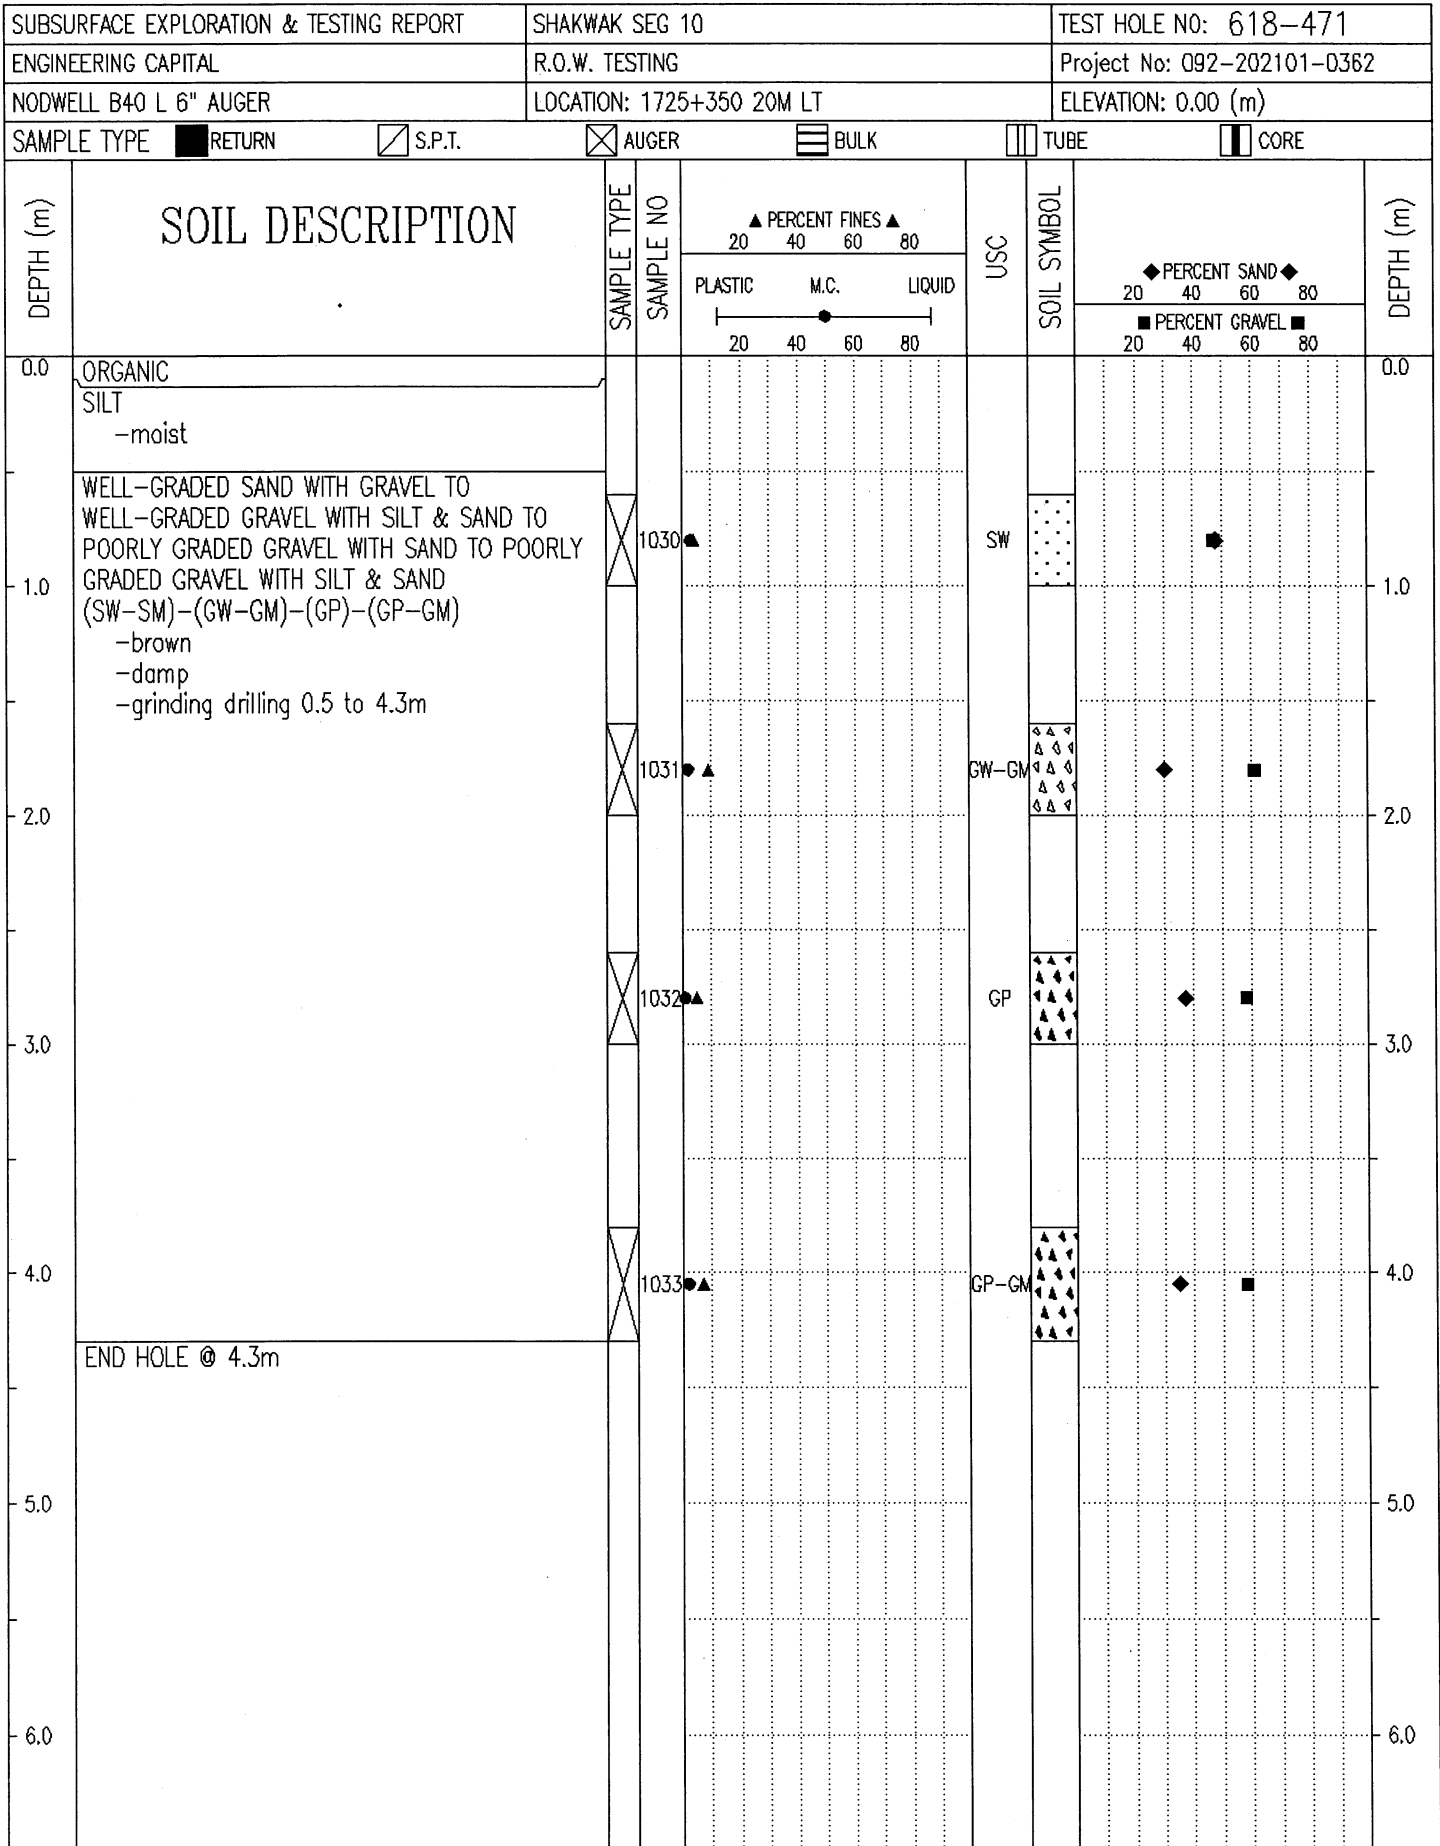 SUBSURFACE EXPLORATION & TESTING REPORT
SHAKWAK SEG 10
TEST HOLE NO: 618-471
ENGINEERING CAPITAL
R.O.W. TESTING
Project No: 092-202101-0362
NODWELL B40 L 6" AUGER
LOCATION: 1725+350 20M LT
ELEVATION: 0.00 (m)
SAMPLE TYPE RETURN S.P.T. AUGER BULK TUBE CORE
DEPTH (m)
SOIL DESCRIPTION
SAMPLE TYPE
SAMPLE NO
▲ PERCENT FINES ▲
20 40 60 80
PLASTIC M.C. LIQUID
20 40 60 80
USC
SOIL SYMBOL
◆ PERCENT SAND ◆
20 40 60 80
■ PERCENT GRAVEL ■
20 40 60 80
DEPTH (m)
0.0
ORGANIC
0.0
SILT
-moist
WELL-GRADED SAND WITH GRAVEL TO
WELL-GRADED GRAVEL WITH SILT & SAND TO
POORLY GRADED GRAVEL WITH SAND TO POORLY
GRADED GRAVEL WITH SILT & SAND
(SW-SM)-(GW-GM)-(GP)-(GP-GM)
-brown
-damp
-grinding drilling 0.5 to 4.3m
1030
SW
1.0
1.0
1031
GW-GM
2.0
2.0
1032
GP
3.0
3.0
4.0
1033
GP-GM
4.0
END HOLE @ 4.3m
5.0
5.0
6.0
6.0